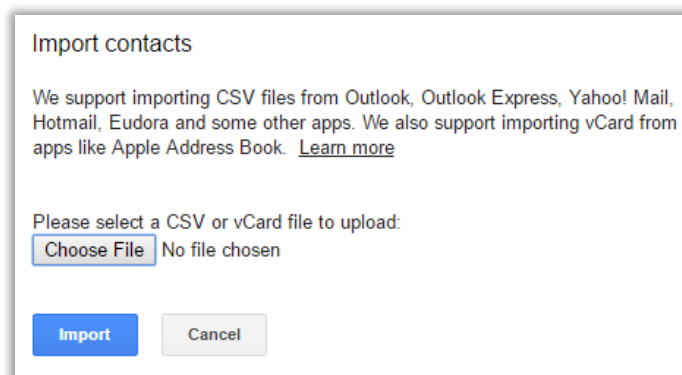 Import contacts
We support importing CSV files from Outlook, Outlook Express, Yahoo! Mail,
Hotmail, Eudora and some other apps. We also support importing vCard from
apps like Apple Address Book. Learn more
Please select a CSV or vCard file to upload:
Choose File No file chosen
Import Cancel